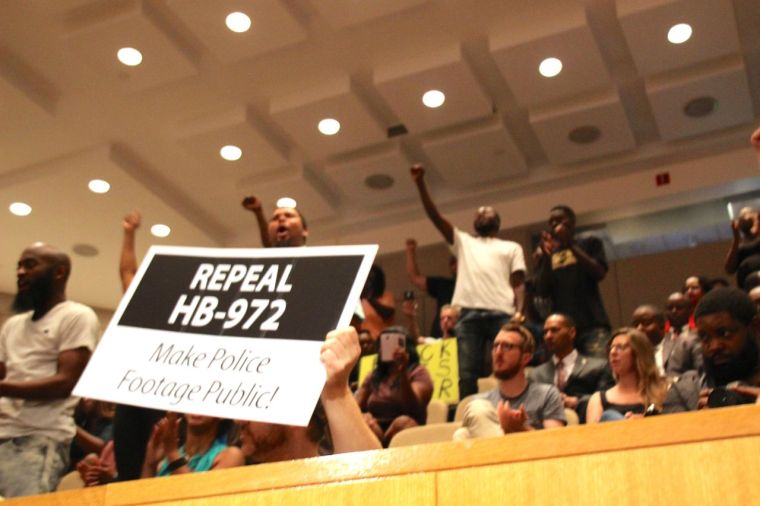 REPEAL
HB-972
Make Police
Footage Public!